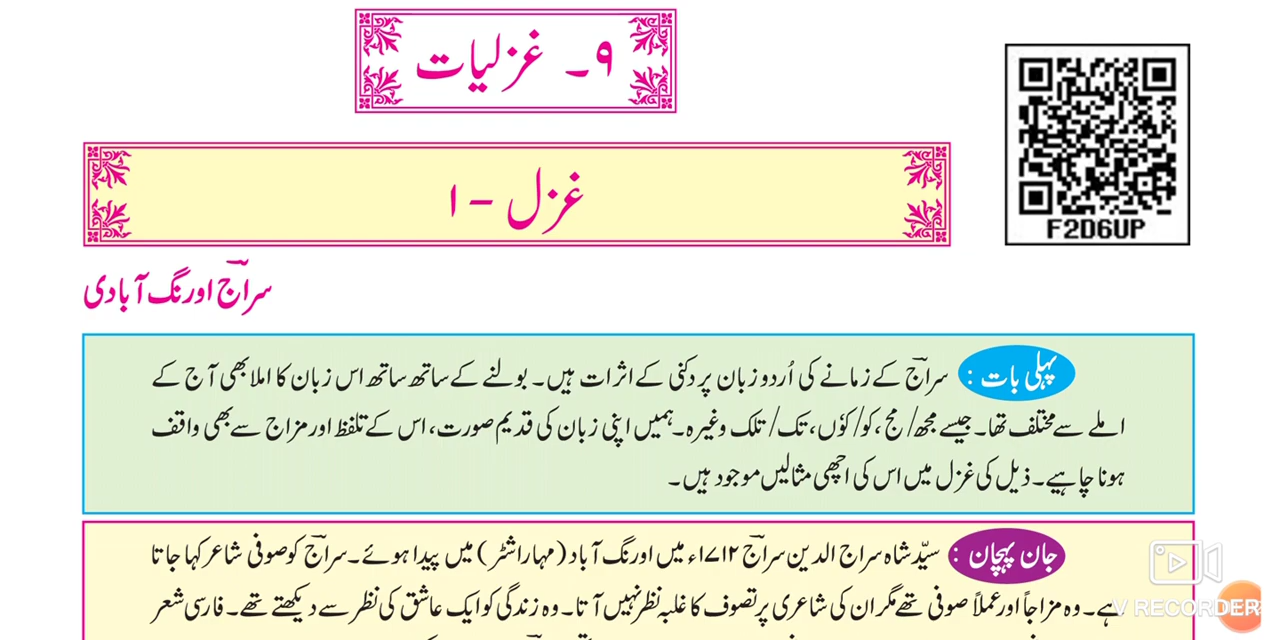 ۹۔ غزلیات
F2D6UP
غزل - ۱
سراجؔ اورنگ آبادی
پہلی بات : سراجؔ کے زمانے کی اُردو زبان پر دکنی کے اثرات ہیں۔ بولنے کے ساتھ ساتھ اس زبان کا املا بھی آج کے
املے سے مختلف تھا۔ جیسے مجھ/ مج، کو/ کوٗں، تک/ تلک وغیرہ۔ ہمیں اپنی زبان کی قدیم صورت، اس کے تلفظ اور مزاج سے بھی واقف
ہونا چاہیے۔ ذیل کی غزل میں اس کی اچھی مثالیں موجود ہیں۔
جان پہچان : سیّد شاہ سراج الدین سراجؔ ۱۷۱۲ء میں اورنگ آباد (مہاراشٹر) میں پیدا ہوئے۔ سراجؔ کو صوفی شاعر کہا جاتا
ہے۔ وہ مزاجاً اور عملاً صوفی تھے مگر ان کی شاعری پر تصوف کا غلبہ نظر نہیں آتا۔ وہ زندگی کو ایک عاشق کی نظر سے دیکھتے تھے۔ فارسی شعر
V RECORDER